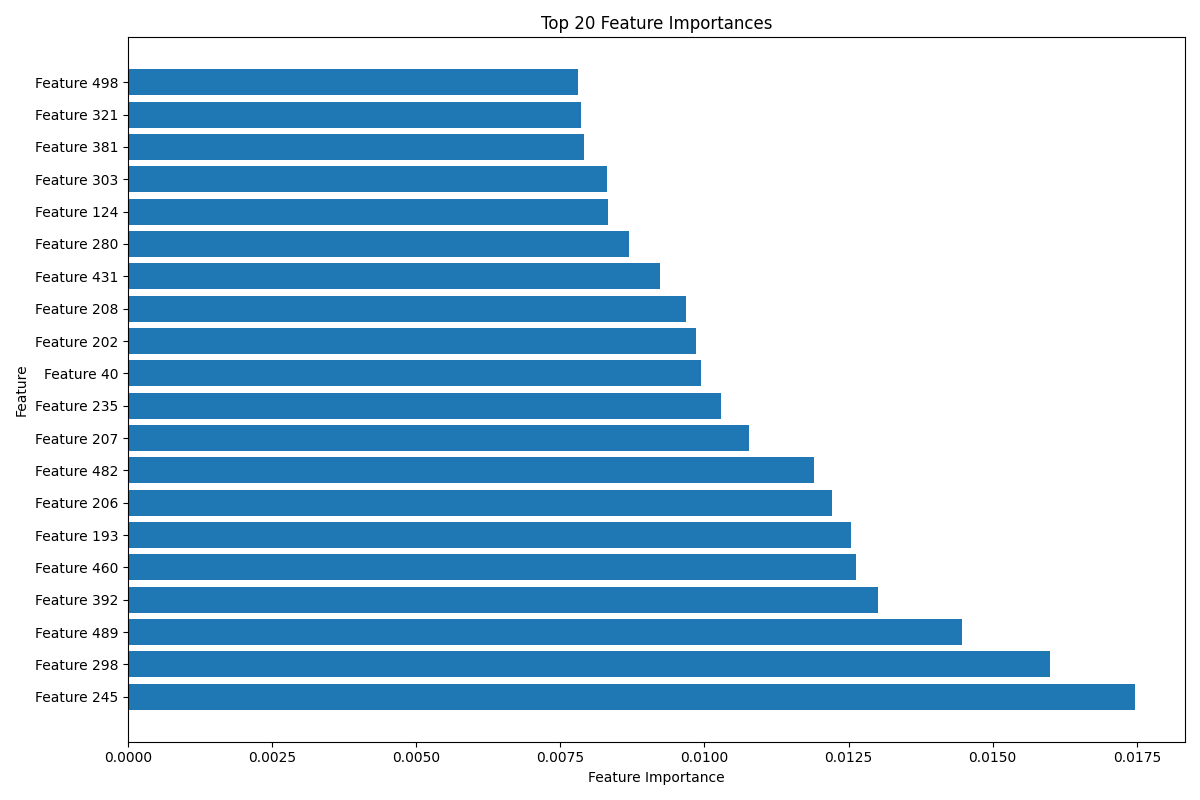 Top 20 Feature Importances
Feature 498
Feature 321
Feature 381
Feature 303
Feature 124
Feature 280
Feature 431
Feature 208
Feature 202
Feature 40
Feature 235
Feature 207
Feature 482
Feature 206
Feature 193
Feature 460
Feature 392
Feature 489
Feature 298
Feature 245
Feature
0.0000 0.0025 0.0050 0.0075 0.0100 0.0125 0.0150 0.0175
Feature Importance